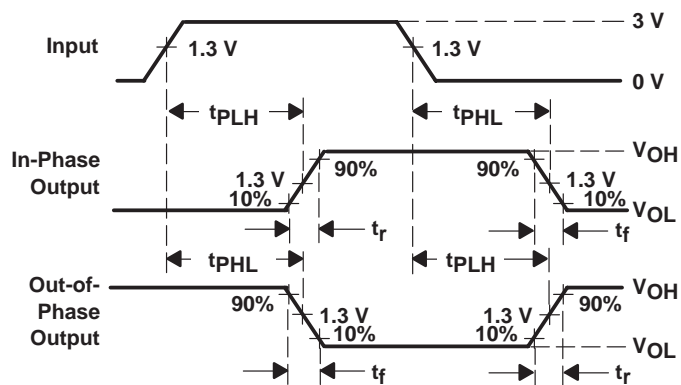 3 V
Input
1.3 V
1.3 V
0 V
tPLH
tPHL
In-Phase
Output
VOH
90%
90%
1.3 V
1.3 V
10%
10%
VOL
tr
tf
tPHL
tPLH
Out-of-
Phase
Output
VOH
90%
90%
1.3 V
1.3 V
10%
10%
VOL
tf
tr